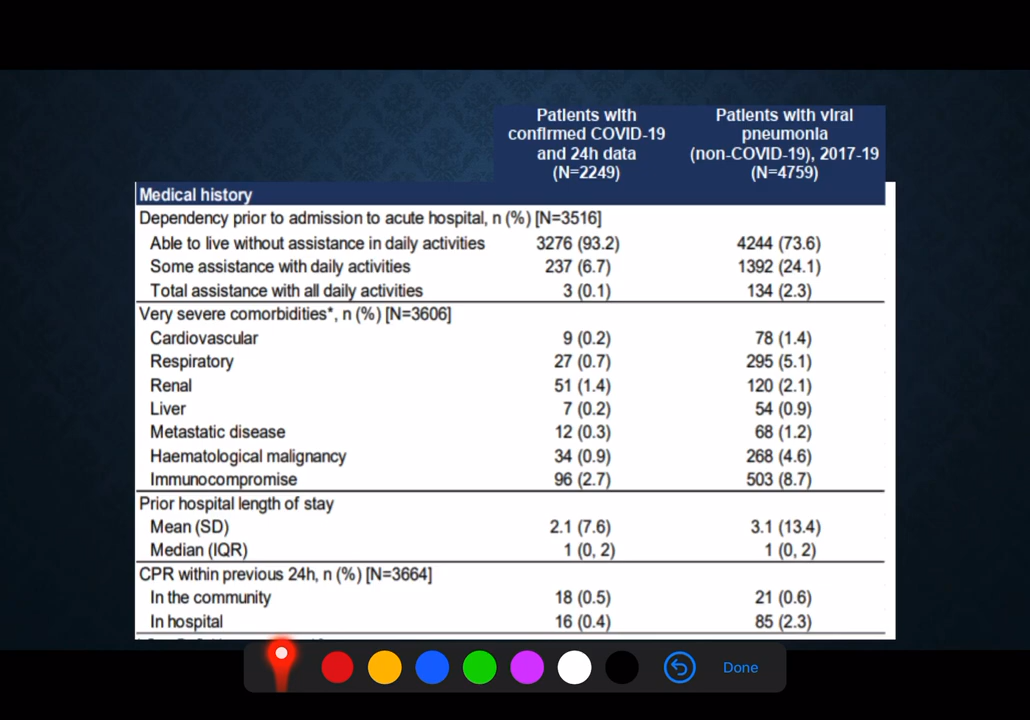 Patients with confirmed COVID-19 and 24h data (N=2249)
Patients with viral pneumonia (non-COVID-19), 2017-19 (N=4759)
Medical history
Dependency prior to admission to acute hospital, n (%) [N=3516]
Able to live without assistance in daily activities 3276 (93.2) 4244 (73.6)
Some assistance with daily activities 237 (6.7) 1392 (24.1)
Total assistance with all daily activities 3 (0.1) 134 (2.3)
Very severe comorbidities*, n (%) [N=3606]
Cardiovascular 9 (0.2) 78 (1.4)
Respiratory 27 (0.7) 295 (5.1)
Renal 51 (1.4) 120 (2.1)
Liver 7 (0.2) 54 (0.9)
Metastatic disease 12 (0.3) 68 (1.2)
Haematological malignancy 34 (0.9) 268 (4.6)
Immunocompromise 96 (2.7) 503 (8.7)
Prior hospital length of stay
Mean (SD) 2.1 (7.6) 3.1 (13.4)
Median (IQR) 1 (0, 2) 1 (0, 2)
CPR within previous 24h, n (%) [N=3664]
In the community 18 (0.5) 21 (0.6)
In hospital 16 (0.4) 85 (2.3)
Done